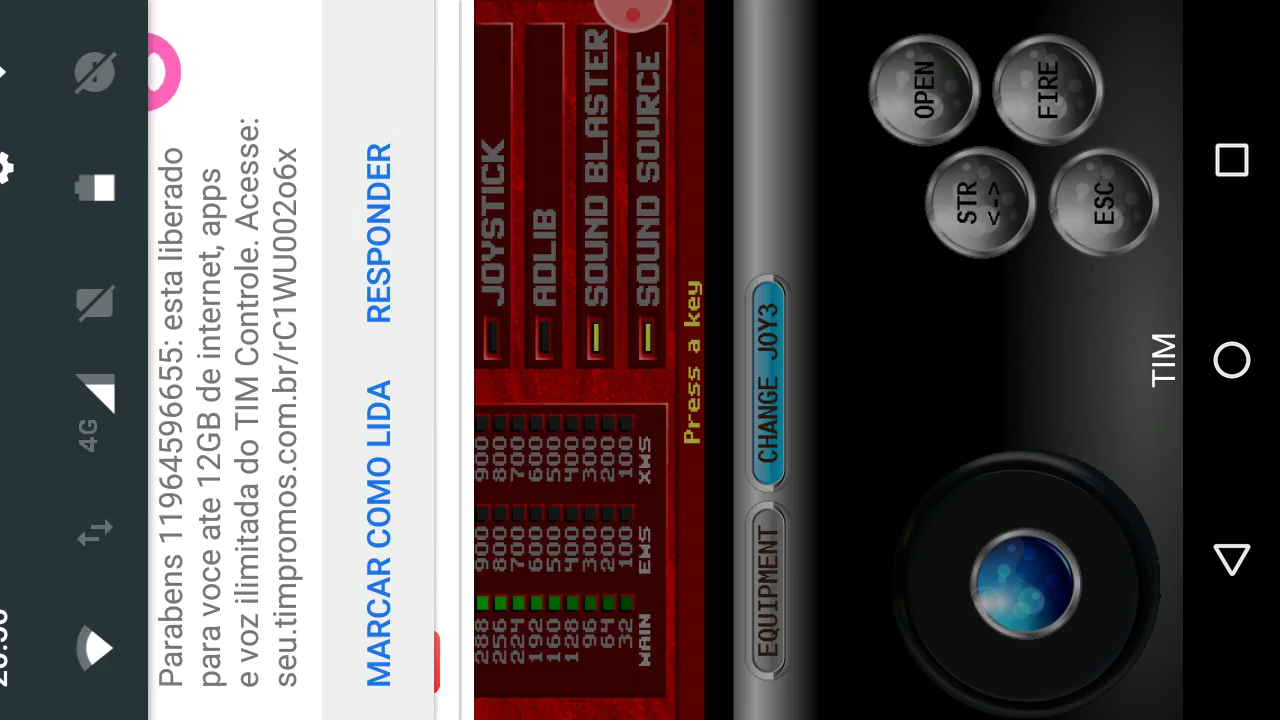 4G
Parabens 11964596655: esta liberado
para voce ate 12GB de internet, apps
e voz ilimitada do TIM Controle. Acesse:
seu.timpromos.com.br/rC1WU002o6x
MARCAR COMO LIDA RESPONDER
288 900 900
256 800 800
224 700 700
192 600 600
160 500 500
128 400 400
96 300 300
64 200 200
32 100 100
MAIN EMS XMS
JOYSTICK
ADLIB
SOUND BLASTER
SOUND SOURCE
Press a key
EQUIPMENT CHANGE JOY3
OPEN
STR
<->
FIRE
ESC
TIM